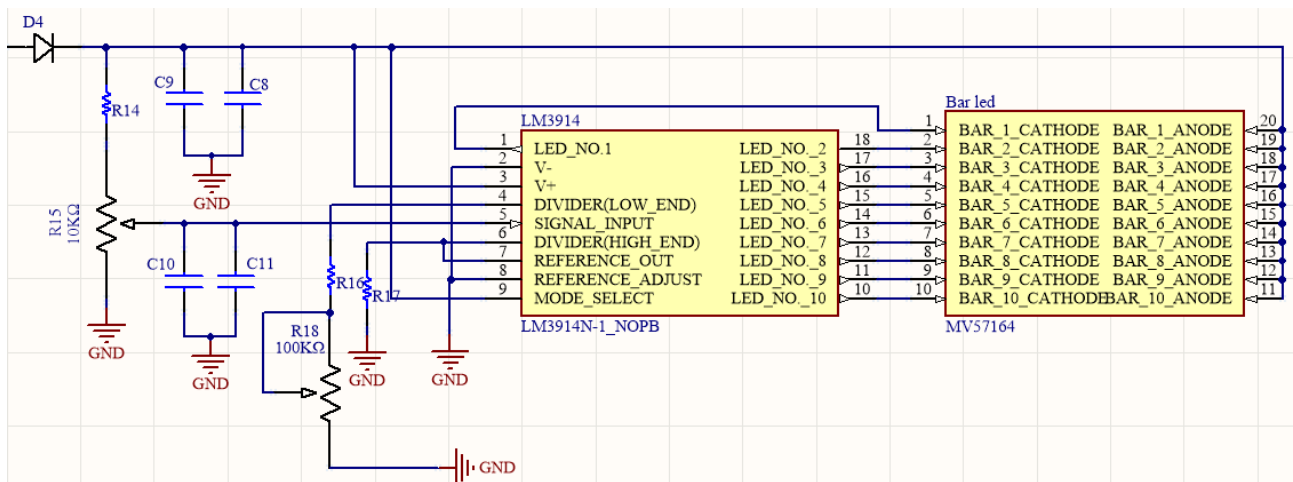 D4
C9
C8
R14
GND
R15
10KΩ
GND
C10
C11
GND
R16
R17
R18
100KΩ
GND
GND
GND
LM3914
1 LED_NO.1 LED_NO._2 18
2 V- LED_NO._3 17
3 V+ LED_NO._4 16
4 DIVIDER(LOW_END) LED_NO._5 15
5 SIGNAL_INPUT LED_NO._6 14
6 DIVIDER(HIGH_END) LED_NO._7 13
7 REFERENCE_OUT LED_NO._8 12
8 REFERENCE_ADJUST LED_NO._9 11
9 MODE_SELECT LED_NO._10 10
LM3914N-1_NOPB
Bar led
1 BAR_1_CATHODE BAR_1_ANODE 20
2 BAR_2_CATHODE BAR_2_ANODE 19
3 BAR_3_CATHODE BAR_3_ANODE 18
4 BAR_4_CATHODE BAR_4_ANODE 17
5 BAR_5_CATHODE BAR_5_ANODE 16
6 BAR_6_CATHODE BAR_6_ANODE 15
7 BAR_7_CATHODE BAR_7_ANODE 14
8 BAR_8_CATHODE BAR_8_ANODE 13
9 BAR_9_CATHODE BAR_9_ANODE 12
10 BAR_10_CATHODE BAR_10_ANODE 11
MV57164